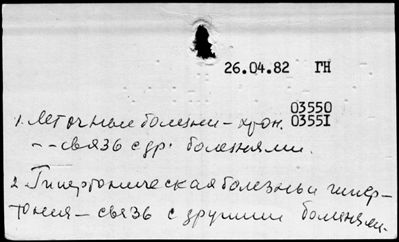 26.04.82 ГН
03550
1. Легочные болезни - хрон. 03551
- - связь с др. болезнями.
2. Гипертоническая болезнь и гипер-
тония - связь с другими болезнями.